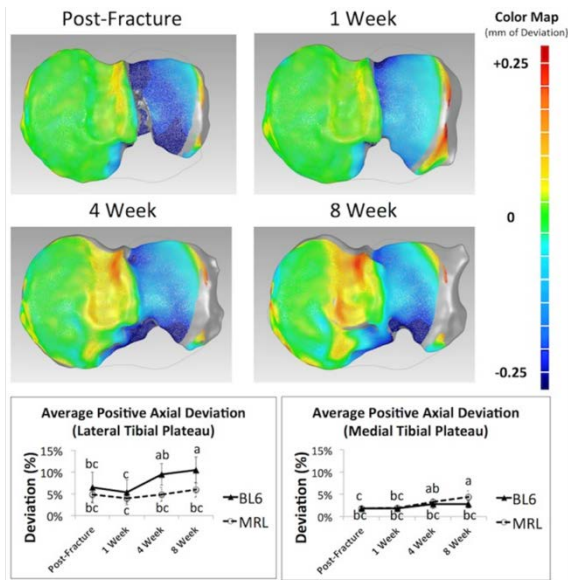 Post-Fracture
1 Week
Color Map
(mm of Deviation)
+0.25
4 Week
8 Week
0
-0.25
Average Positive Axial Deviation
(Lateral Tibial Plateau)
Deviation (%)
15%
10%
5%
0%
bc
c
ab
a
bc
c
bc
bc
BL6
MRL
Post-Fracture
1 Week
4 Week
8 Week
Average Positive Axial Deviation
(Medial Tibial Plateau)
Deviation (%)
15%
10%
5%
0%
c
bc
ab
a
bc
bc
bc
bc
BL6
MRL
Post-Fracture
1 Week
4 Week
8 Week